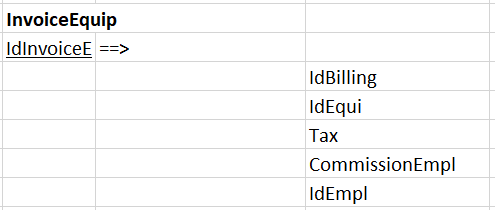 InvoiceEquip
IdInvoiceE ==>
IdBilling
IdEqui
Tax
CommissionEmpl
IdEmpl